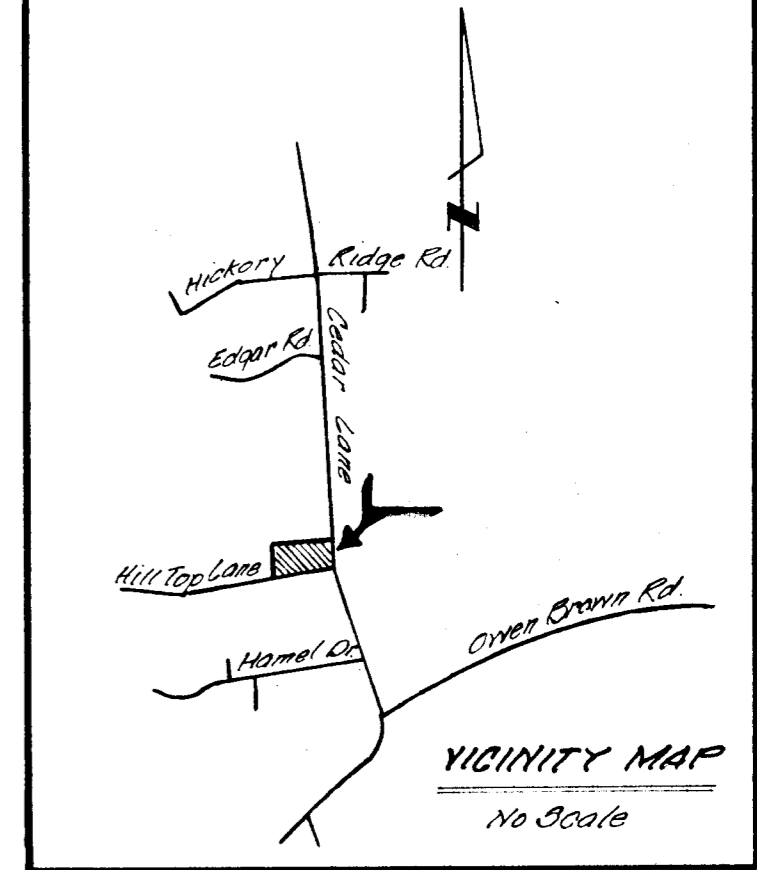 N
Hickory Ridge Rd.
Edgar Rd.
Cedar Lane
Hill Top Lane
Owen Brown Rd.
Hamel Dr.
VICINITY MAP
No Scale